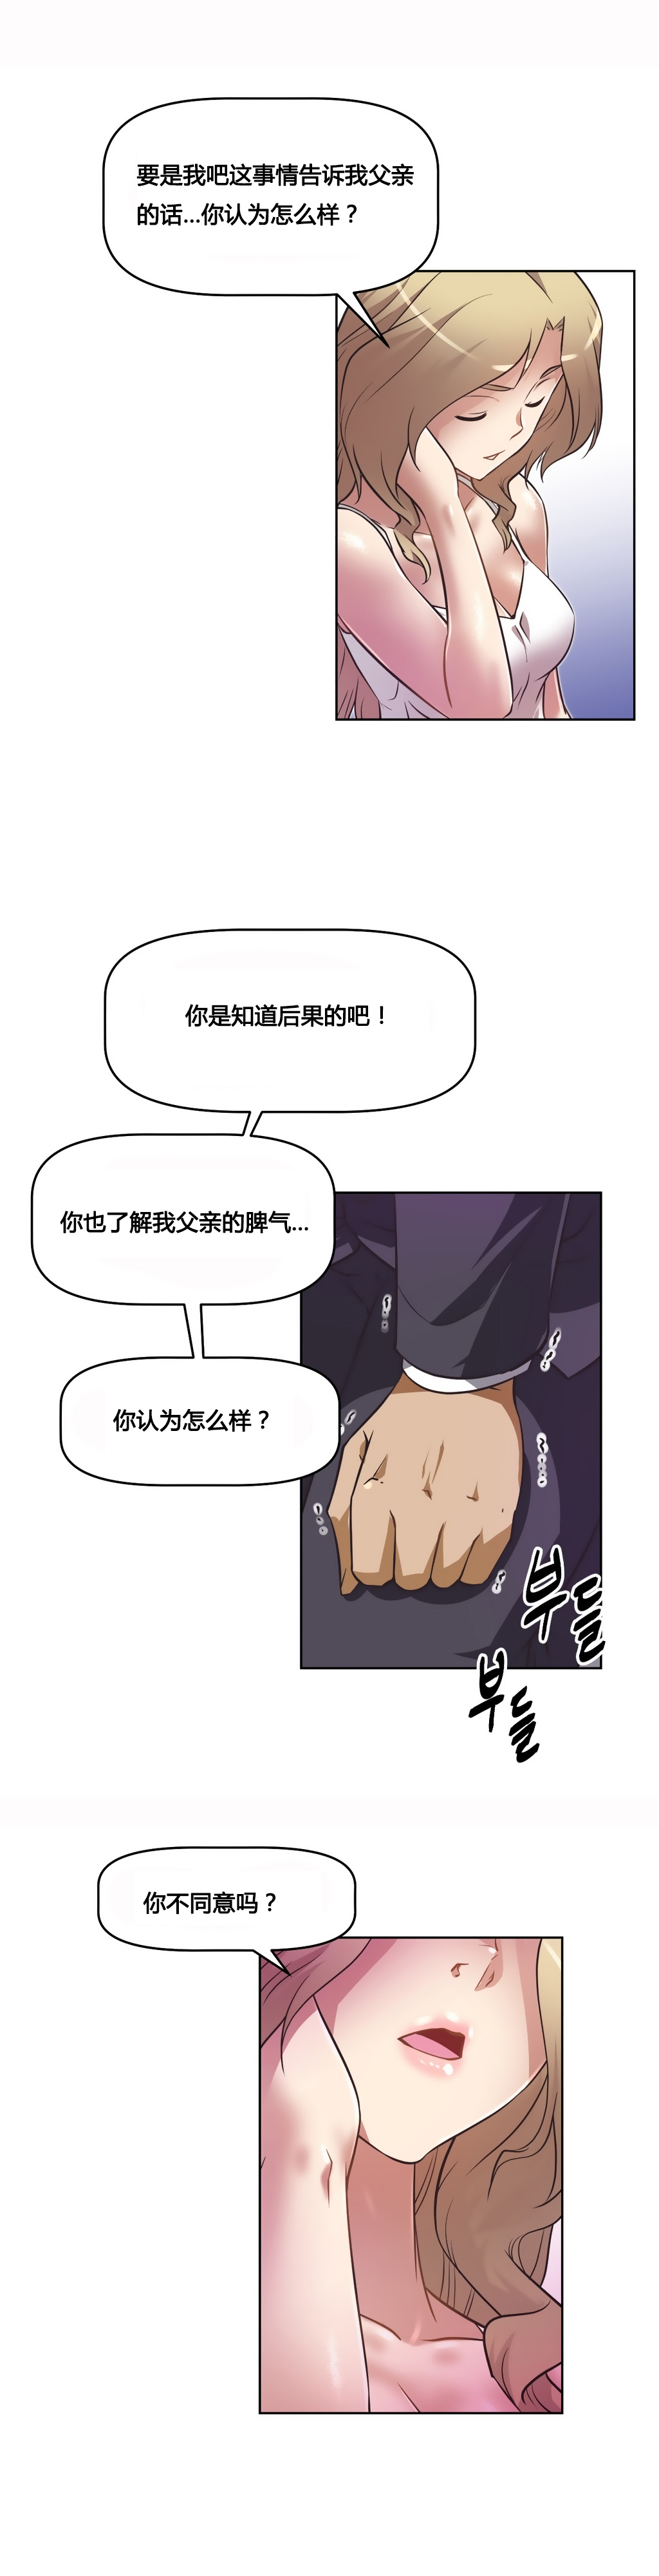 要是我吧这事情告诉我父亲
的话...你认为怎么样？
你是知道后果的吧！
你也了解我父亲的脾气...
你认为怎么样？
부들
부들
你不同意吗？